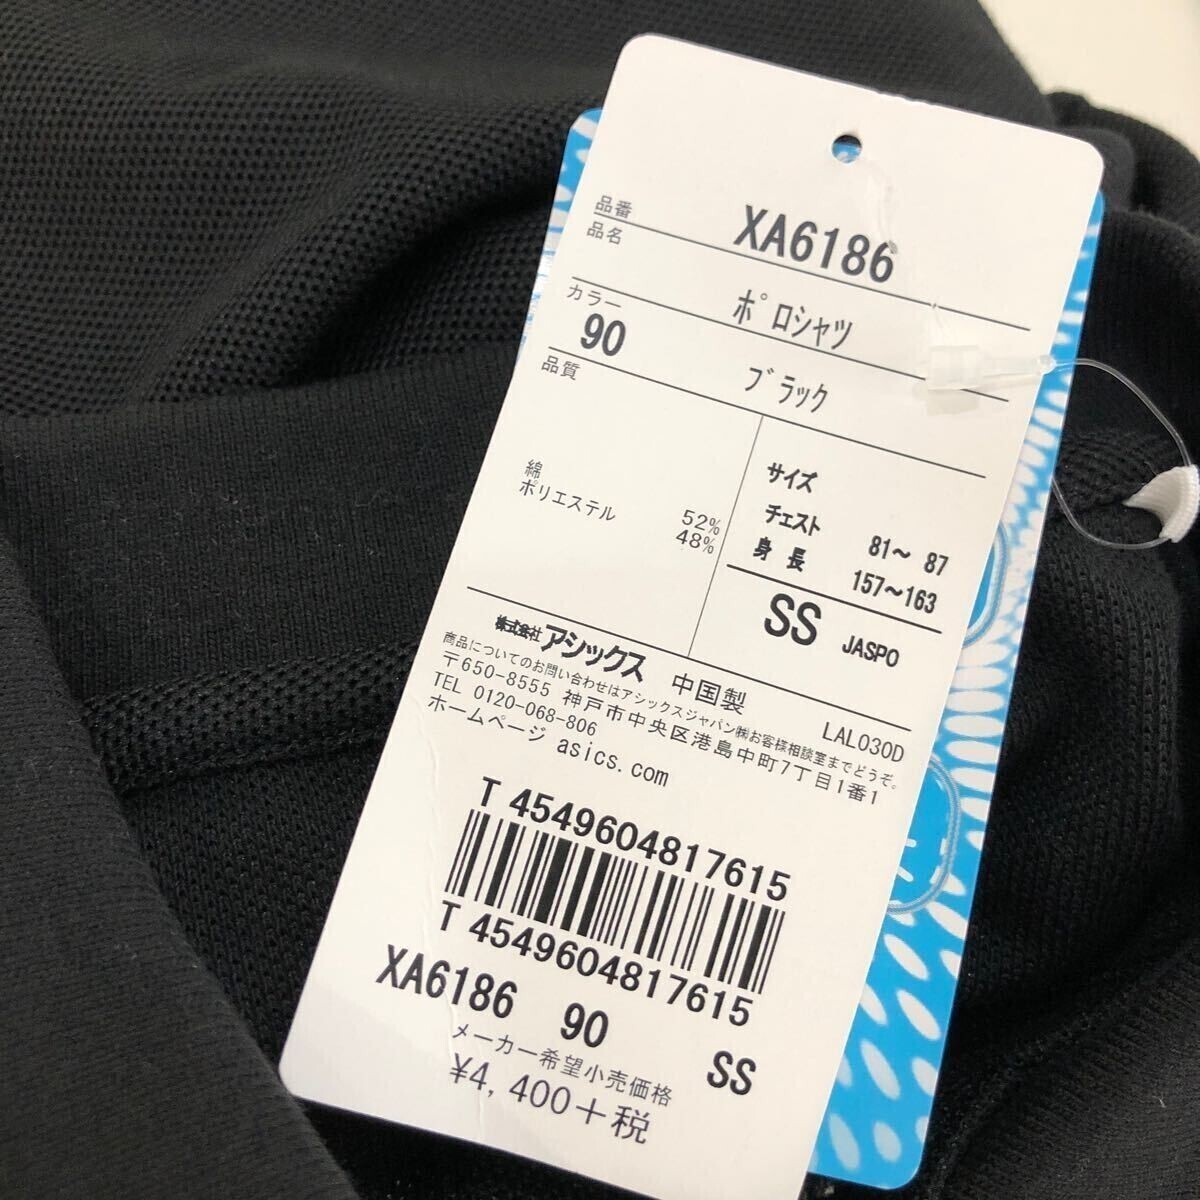 品番 XA6186
品名 ポロシャツ
カラー
90 ブラック
品質
綿 52%
ポリエステル 48%
サイズ
チェスト 81〜 87
身長 157〜163
SS JASPO
株式会社アシックス 中国製 LAL030D
商品についてのお問い合わせはアシックスジャパン㈱お客様相談室までどうぞ。
〒650-8555 神戸市中央区港島中町7丁目1番1
TEL 0120-068-806
ホームページ asics.com
T 4549604817615
T 4549604817615
XA6186 90 SS
メーカー希望小売価格
¥4,400+税